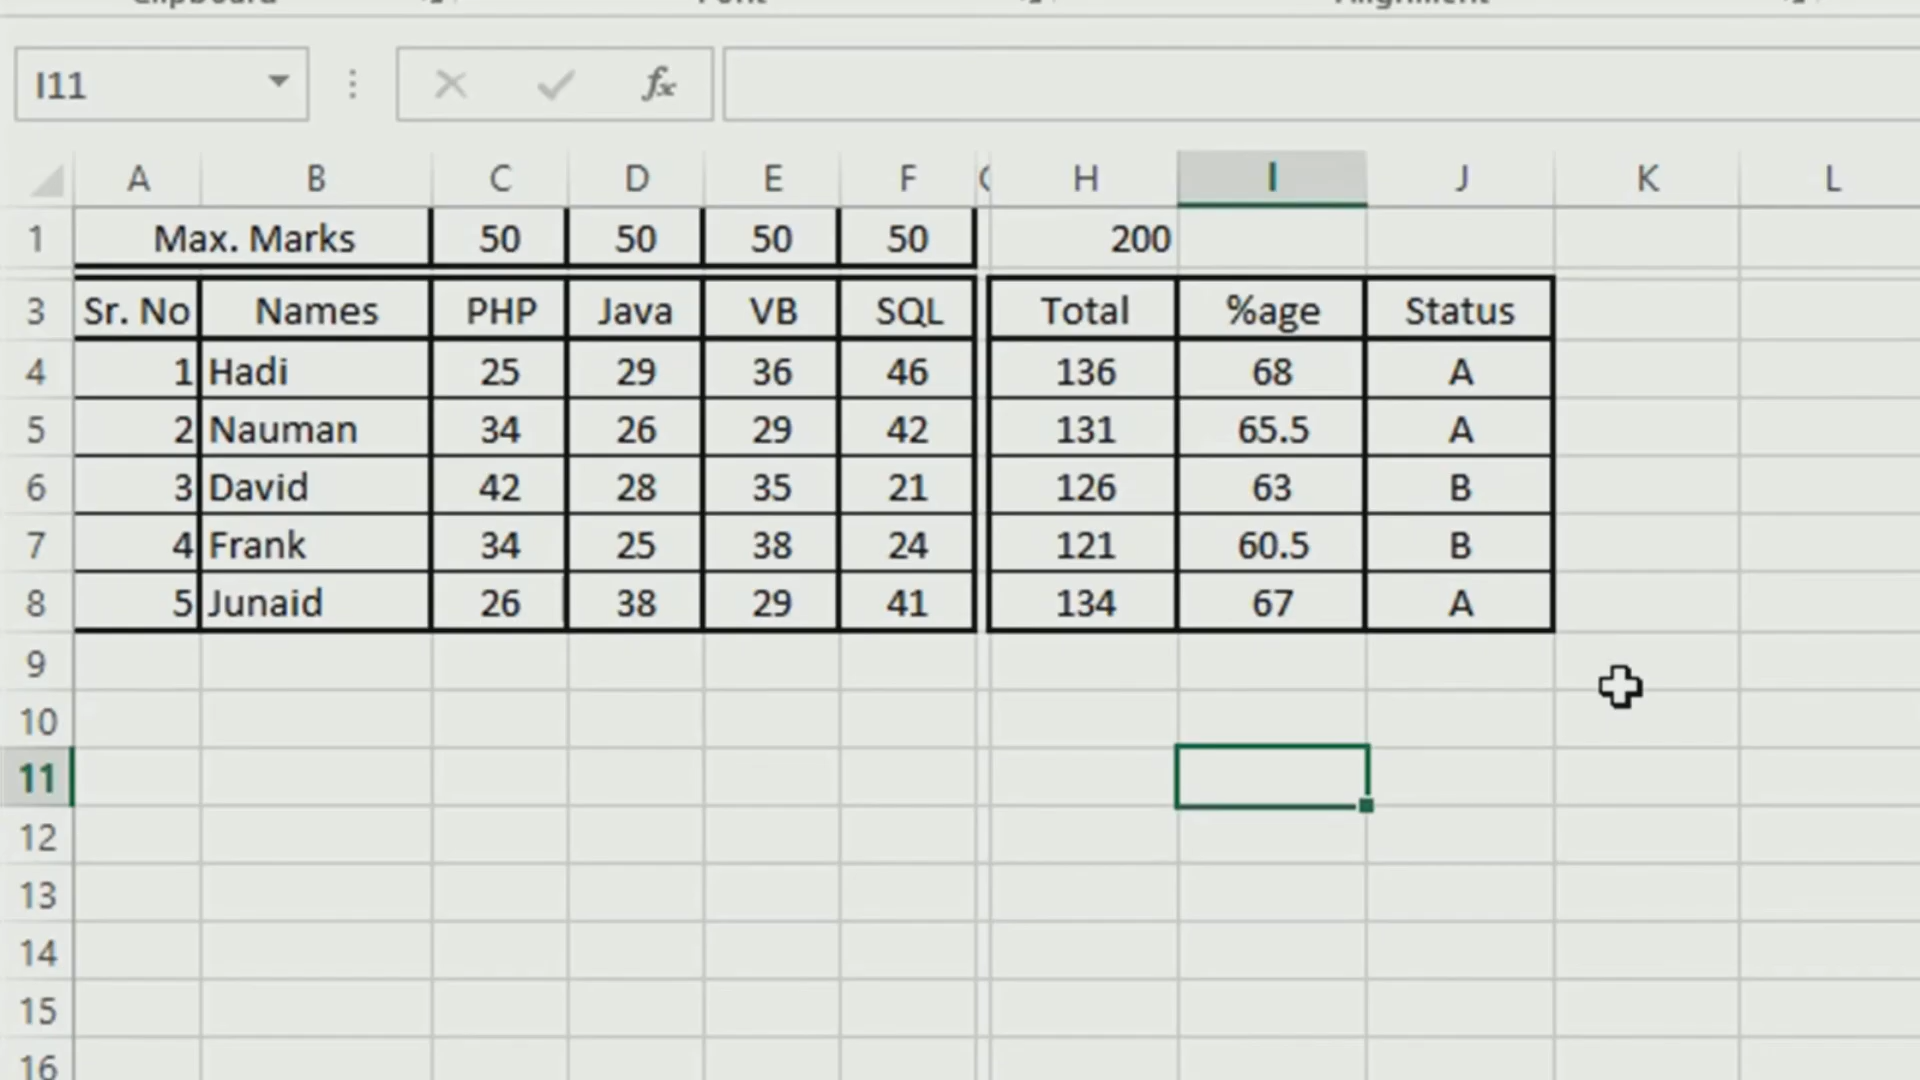 Clipboard Font Alignment
I11 fx
A B C D E F G H I J K L
1 Max. Marks 50 50 50 50 200
3 Sr. No Names PHP Java VB SQL Total %age Status
4 1 Hadi 25 29 36 46 136 68 A
5 2 Nauman 34 26 29 42 131 65.5 A
6 3 David 42 28 35 21 126 63 B
7 4 Frank 34 25 38 24 121 60.5 B
8 5 Junaid 26 38 29 41 134 67 A
9
10
11
12
13
14
15
16